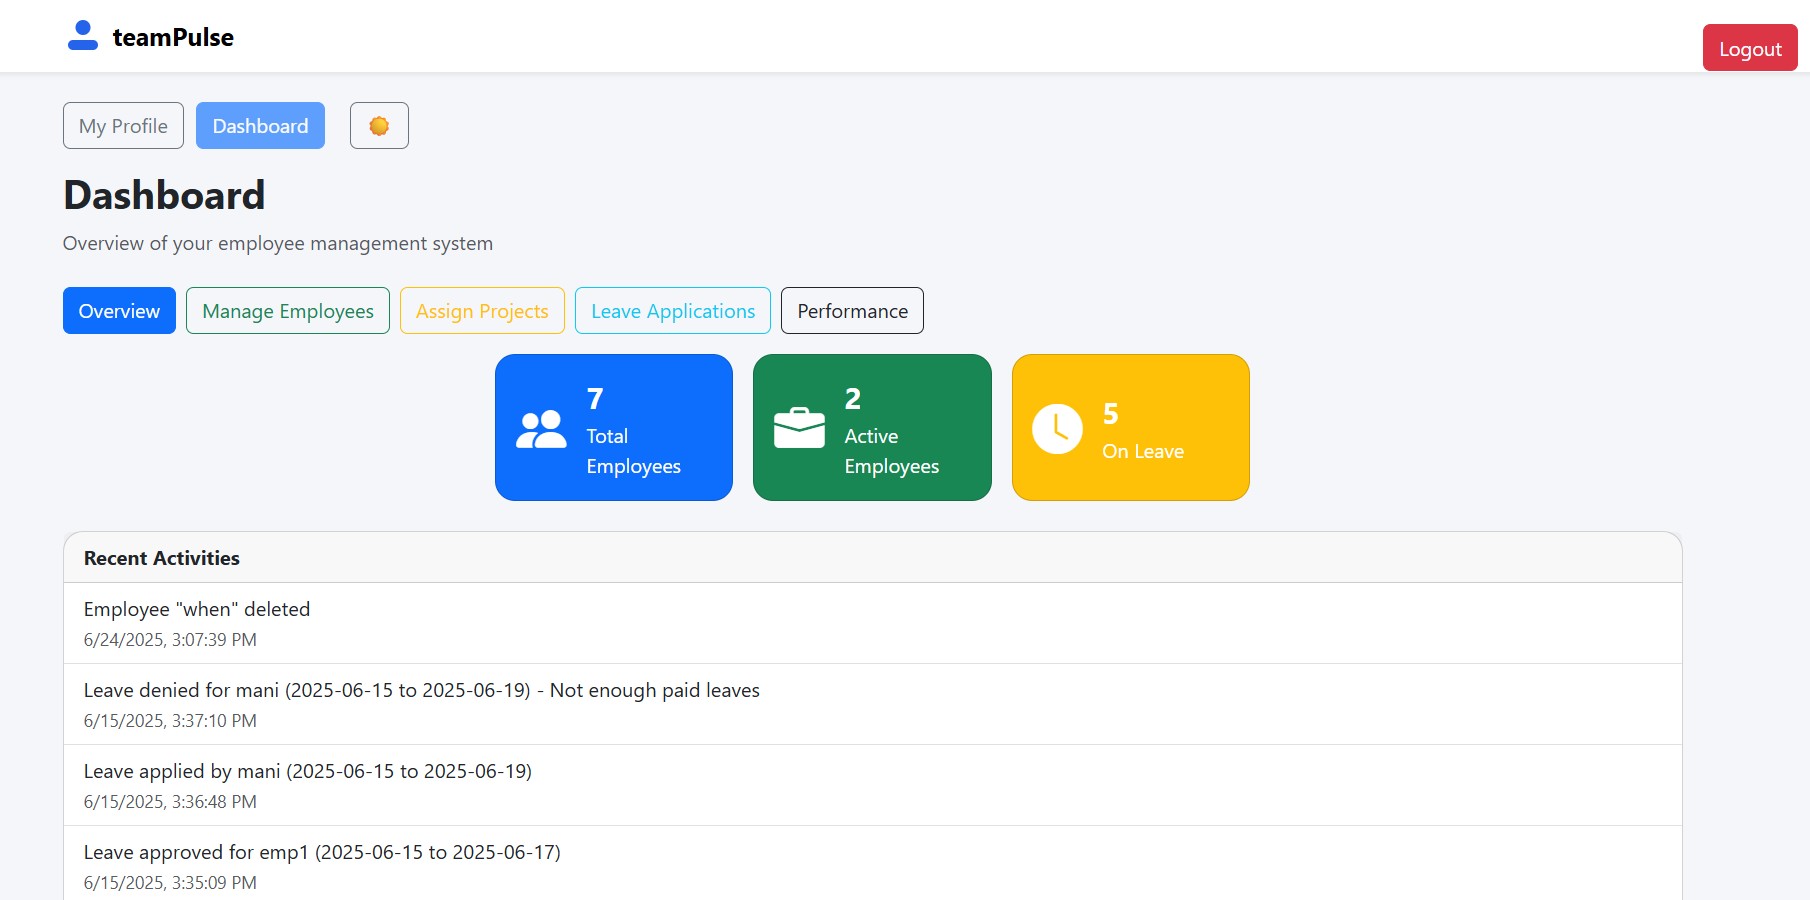 teamPulse
Logout
My Profile
Dashboard
Dashboard
Overview of your employee management system
Overview
Manage Employees
Assign Projects
Leave Applications
Performance
7
Total
Employees
2
Active
Employees
5
On Leave
Recent Activities
Employee "when" deleted
6/24/2025, 3:07:39 PM
Leave denied for mani (2025-06-15 to 2025-06-19) - Not enough paid leaves
6/15/2025, 3:37:10 PM
Leave applied by mani (2025-06-15 to 2025-06-19)
6/15/2025, 3:36:48 PM
Leave approved for emp1 (2025-06-15 to 2025-06-17)
6/15/2025, 3:35:09 PM